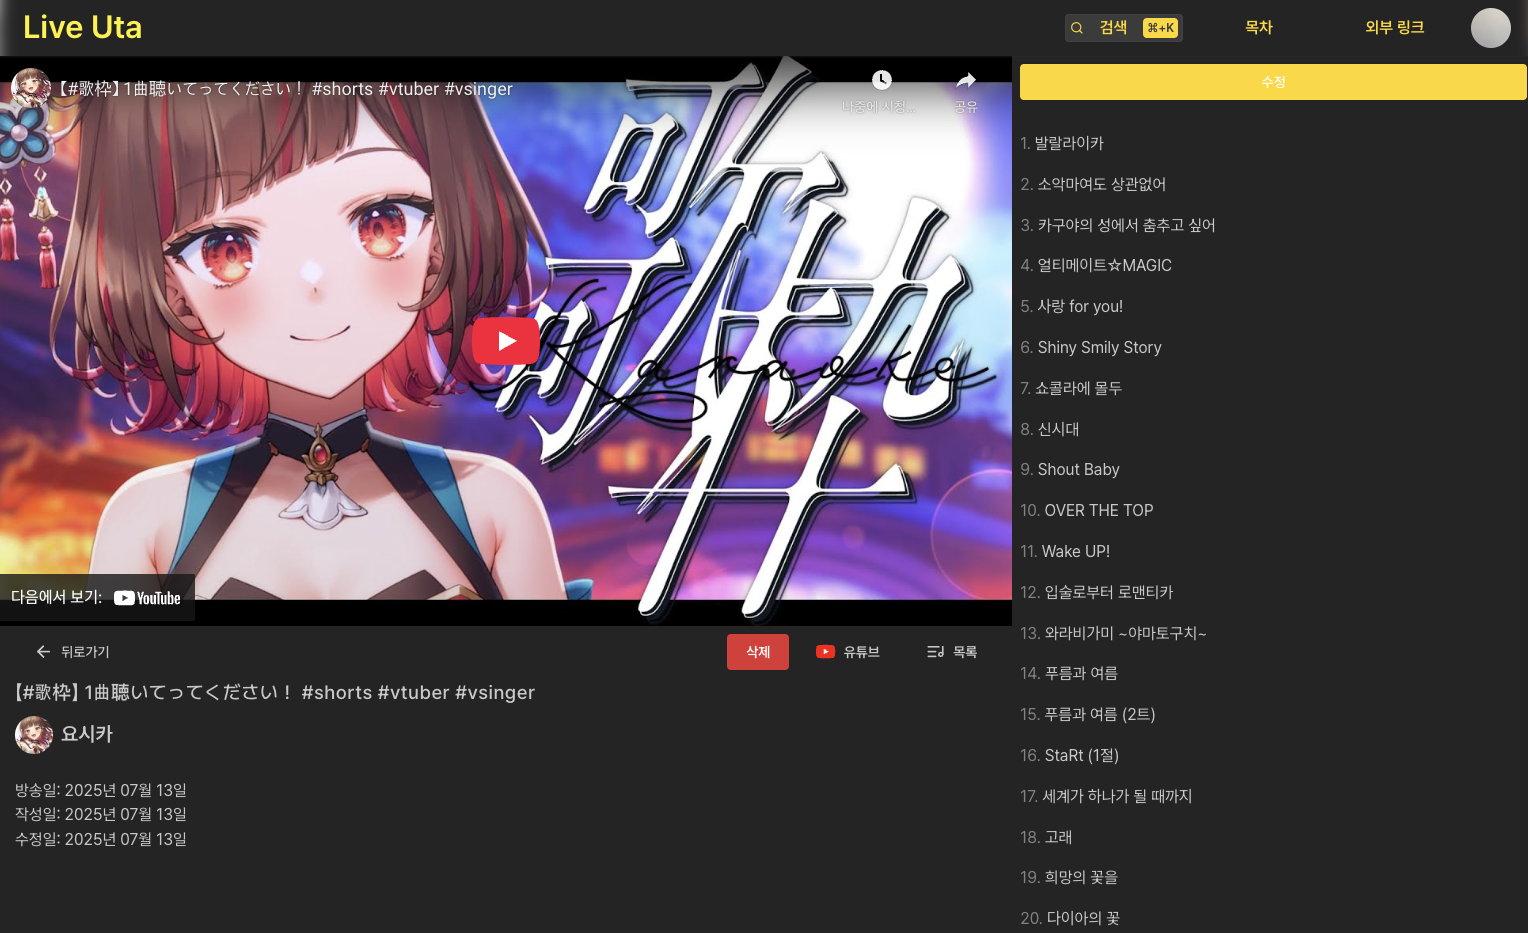 Live Uta
검색 ⌘+K 목차 외부 링크
【#歌枠】1曲聴いてってください！ #shorts #vtuber #vsinger
나중에 시청... 공유
歌枠
Karaoke
다음에서 보기: YouTube
뒤로가기 삭제 유튜브 목록
【#歌枠】1曲聴いてってください！ #shorts #vtuber #vsinger
요시카
방송일: 2025년 07월 13일
작성일: 2025년 07월 13일
수정일: 2025년 07월 13일
수정
1. 발랄라이카
2. 소악마여도 상관없어
3. 카구야의 성에서 춤추고 싶어
4. 얼티메이트☆MAGIC
5. 사랑 for you!
6. Shiny Smily Story
7. 쇼콜라에 몰두
8. 신시대
9. Shout Baby
10. OVER THE TOP
11. Wake UP!
12. 입술로부터 로맨티카
13. 와라비가미 ~야마토구치~
14. 푸름과 여름
15. 푸름과 여름 (2트)
16. StaRt (1절)
17. 세계가 하나가 될 때까지
18. 고래
19. 희망의 꽃을
20. 다이아의 꽃